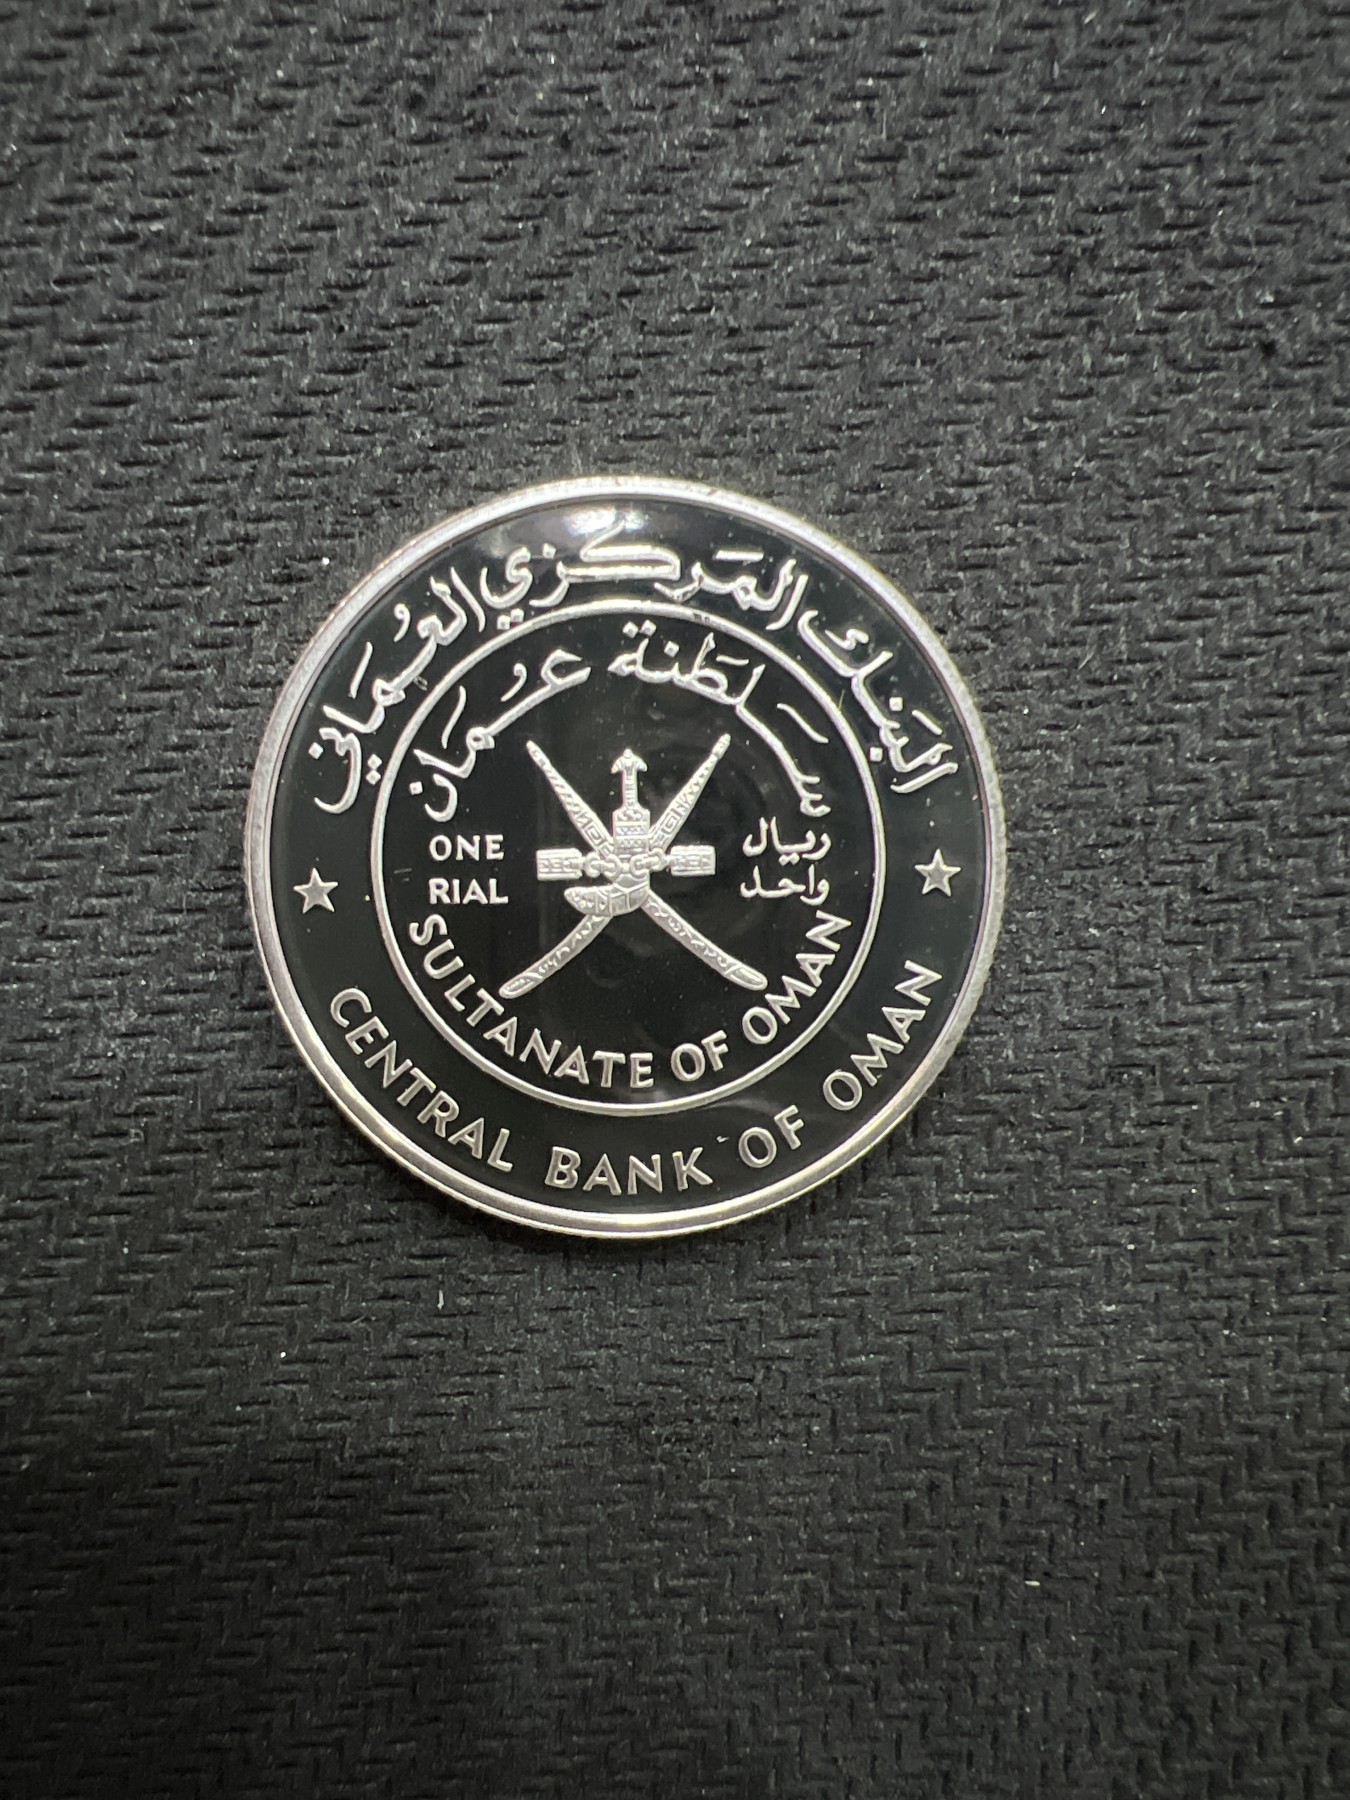 البنك المركزي العماني
سلطنة عمان
ONE
RIAL
ريال
واحد
SULTANATE OF OMAN
CENTRAL BANK OF OMAN